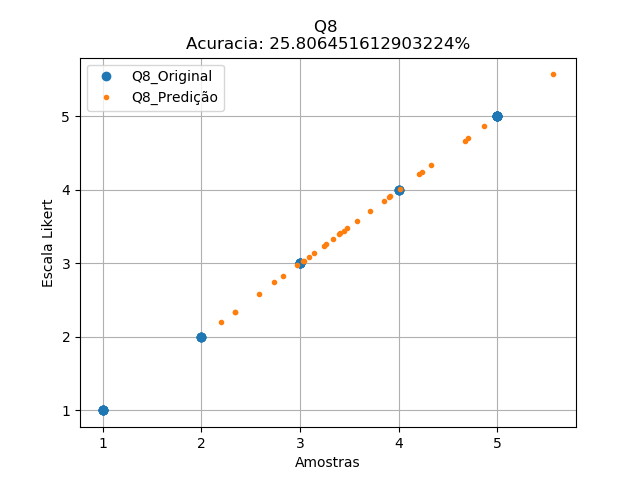 Q8
Acuracia: 25.806451612903224%
Q8_Original
Q8_Predição
5
4
3
2
1
Escala Likert
1 2 3 4 5
Amostras